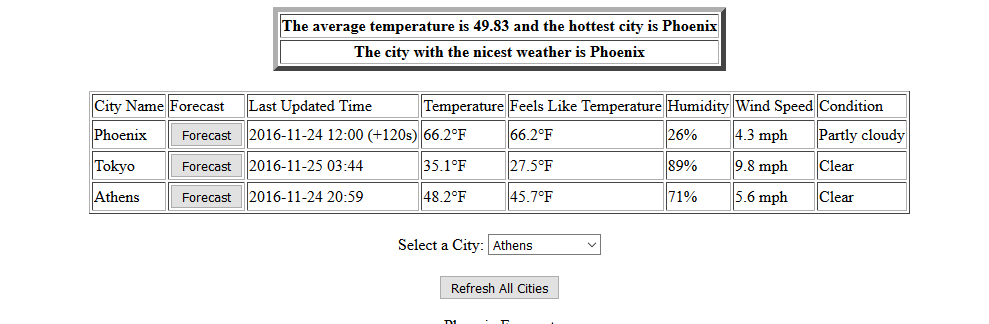 The average temperature is 49.83 and the hottest city is Phoenix
The city with the nicest weather is Phoenix
City Name Forecast Last Updated Time Temperature Feels Like Temperature Humidity Wind Speed Condition
Phoenix Forecast 2016-11-24 12:00 (+120s) 66.2°F 66.2°F 26% 4.3 mph Partly cloudy
Tokyo Forecast 2016-11-25 03:44 35.1°F 27.5°F 89% 9.8 mph Clear
Athens Forecast 2016-11-24 20:59 48.2°F 45.7°F 71% 5.6 mph Clear
Select a City: Athens
Refresh All Cities